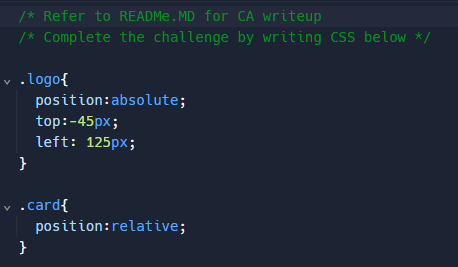 /* Refer to READMe.MD for CA writeup
/* Complete the challenge by writing CSS below */
.logo{
position:absolute;
top:-45px;
left: 125px;
}
.card{
position:relative;
}